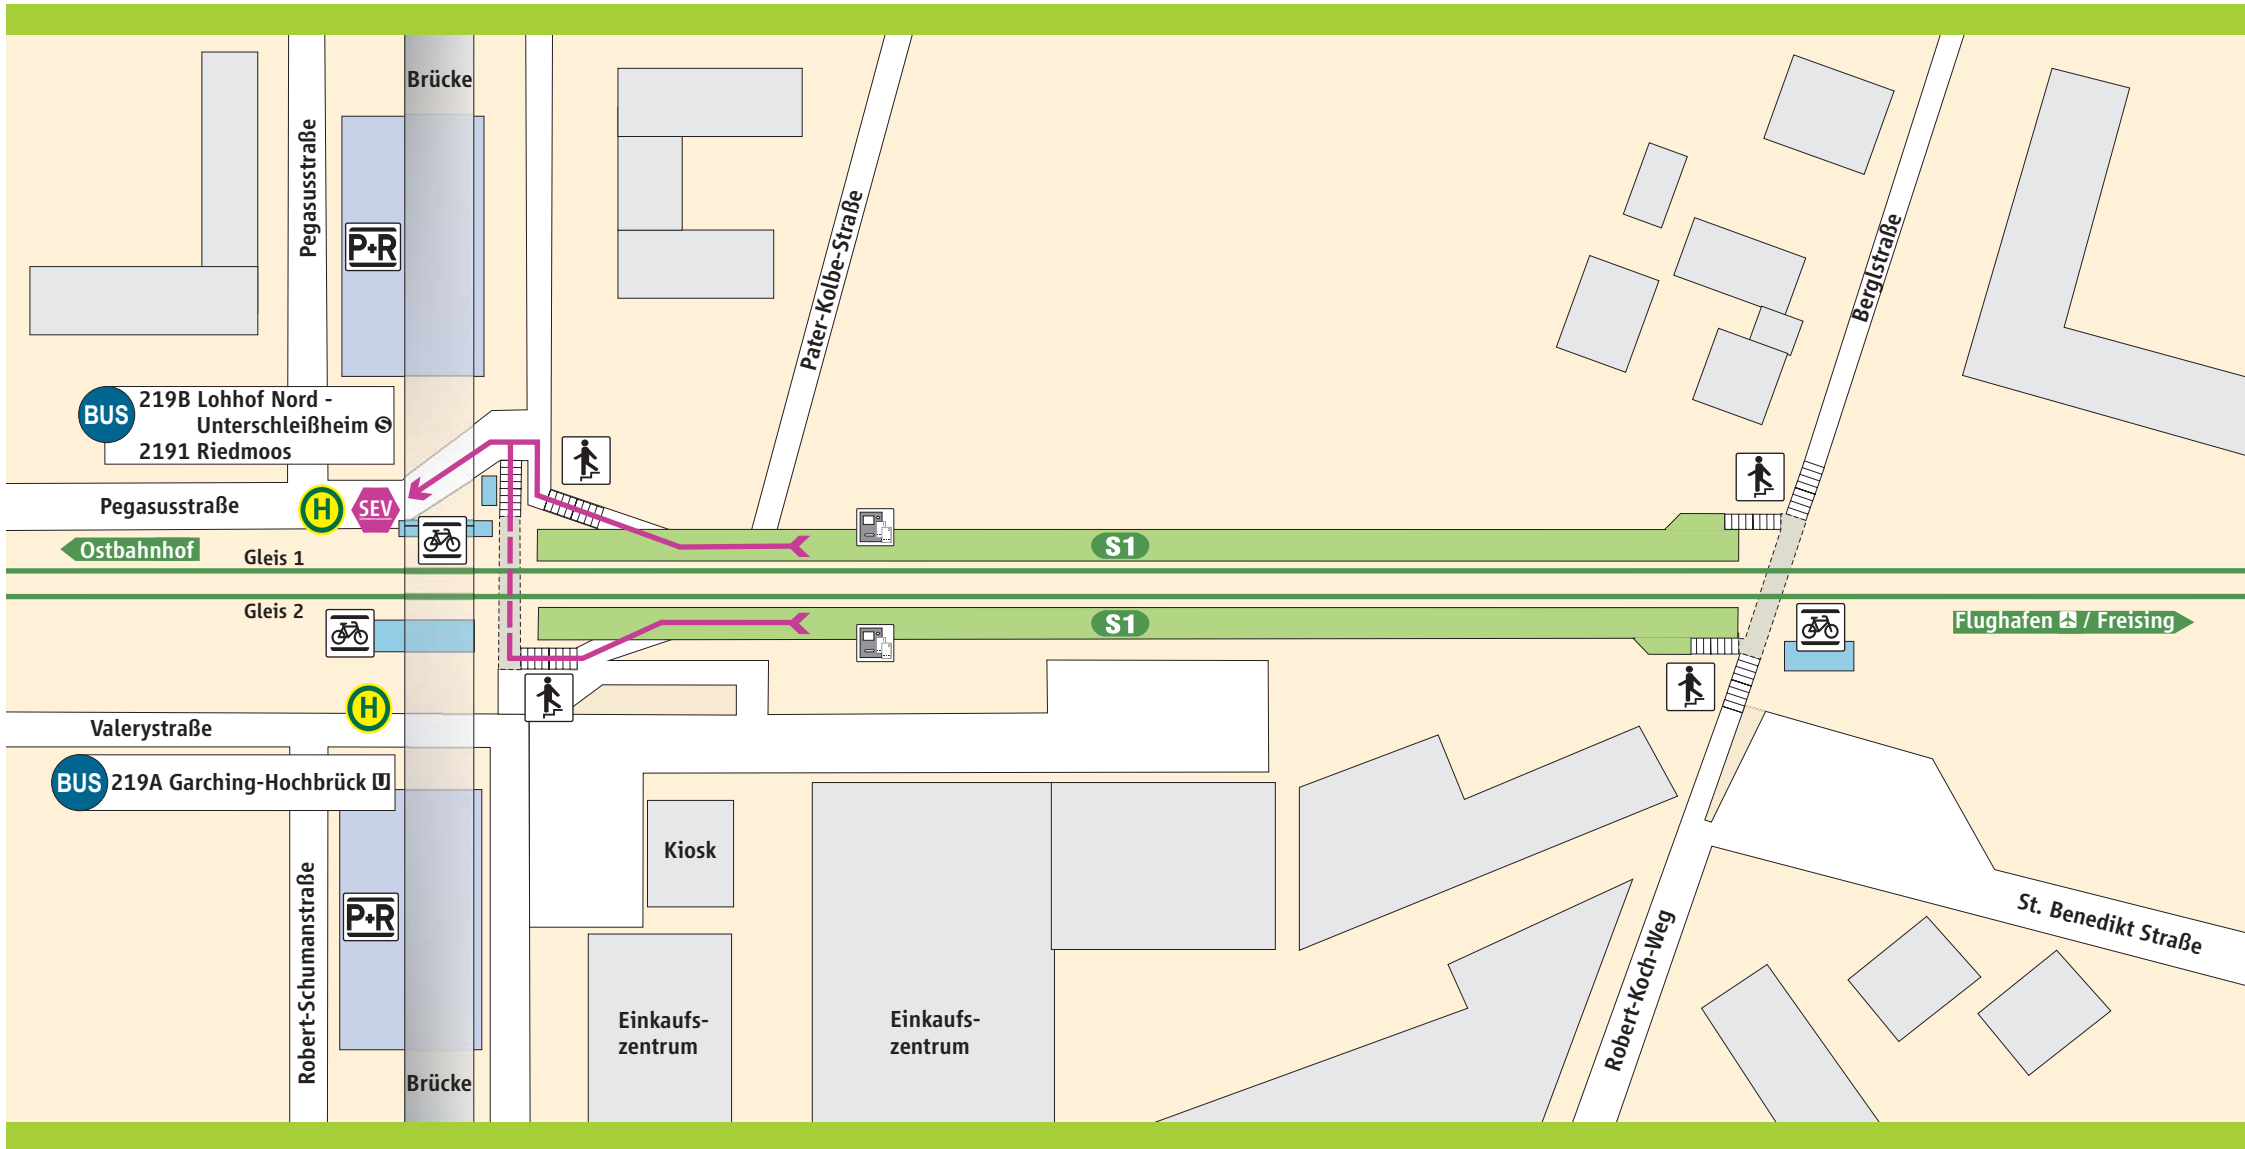 Brücke
Pegasusstraße
P+R
Pater-Kolbe-Straße
Berglstraße
BUS
219B Lohhof Nord -
Unterschleißheim S
2191 Riedmoos
Pegasusstraße
H
SEV
Ostbahnhof
Gleis 1
S1
Gleis 2
S1
Flughafen / Freising
H
Valerystraße
BUS
219A Garching-Hochbrück U
Kiosk
P+R
Robert-Schumanstraße
Einkaufs-
zentrum
Einkaufs-
zentrum
Robert-Koch-Weg
St. Benedikt Straße
Brücke